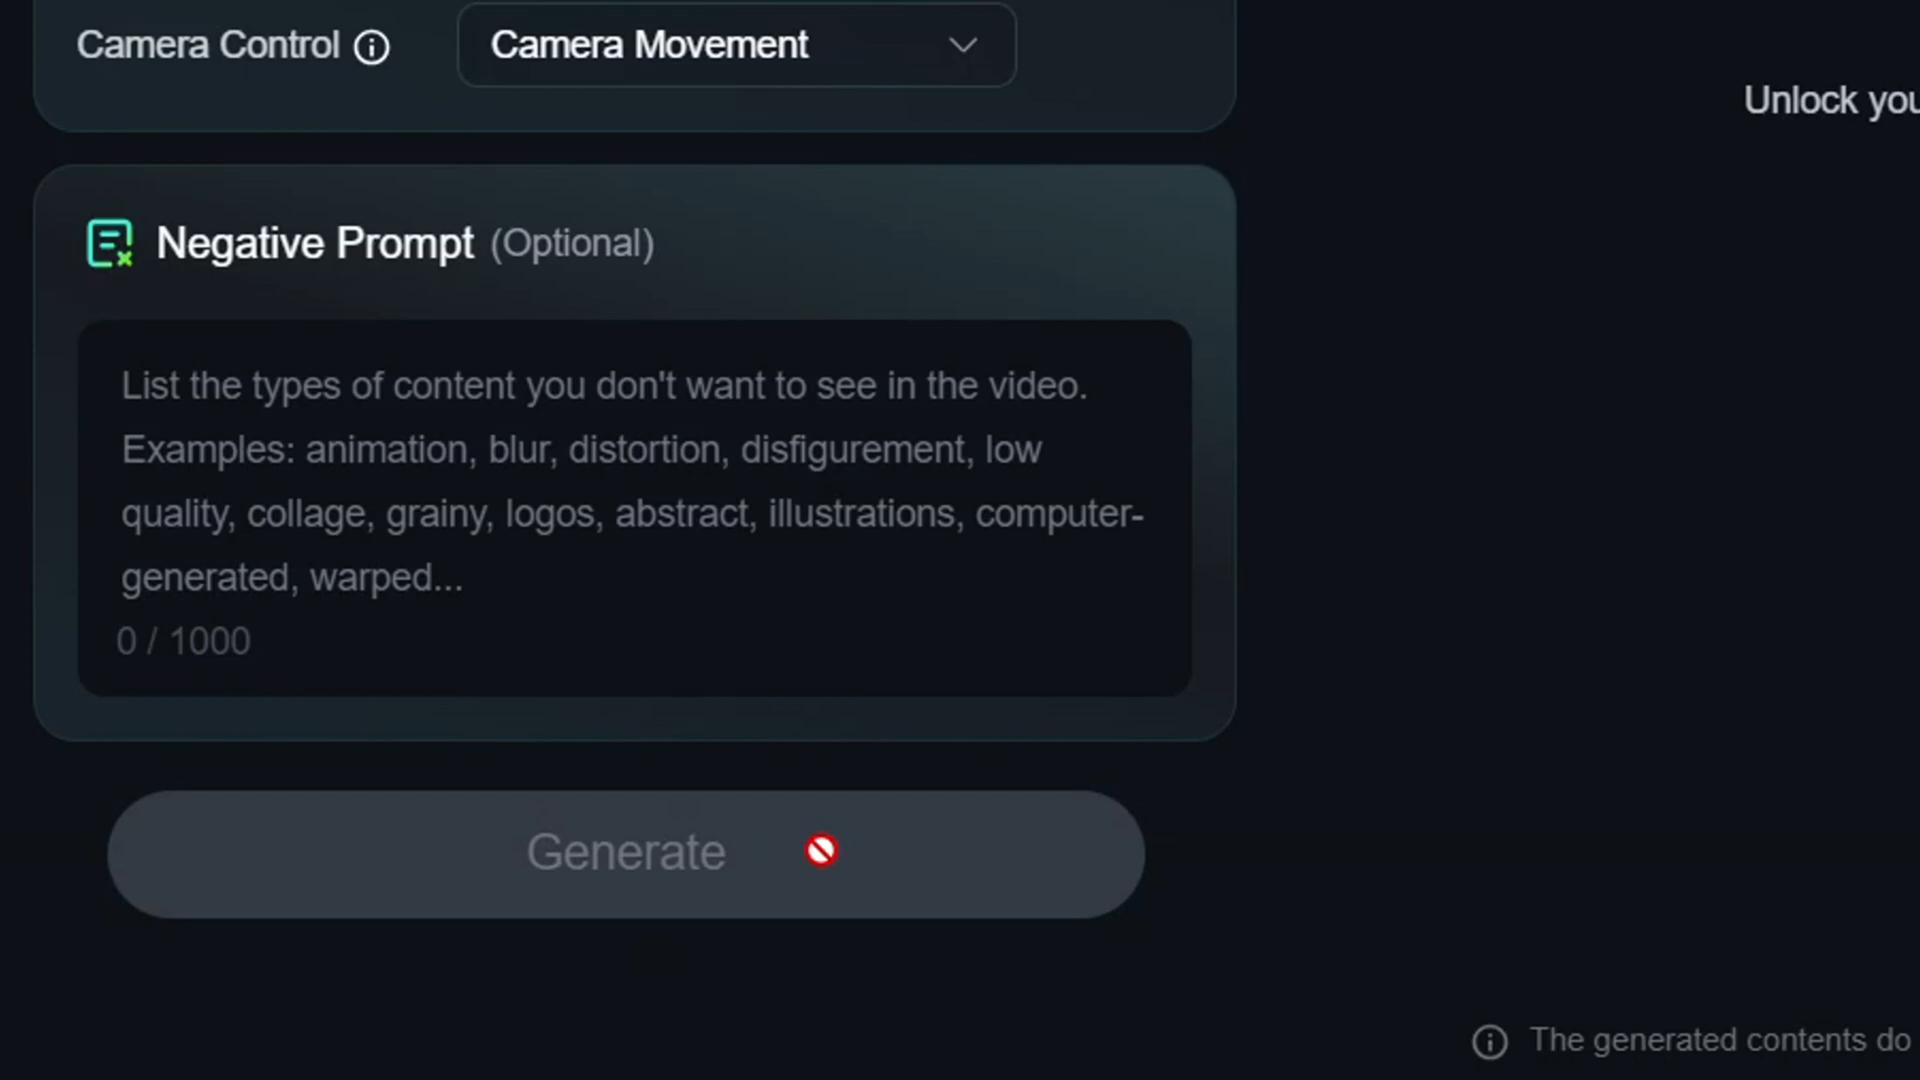 Camera Control
Camera Movement
Unlock you
Negative Prompt (Optional)
List the types of content you don't want to see in the video.
Examples: animation, blur, distortion, disfigurement, low
quality, collage, grainy, logos, abstract, illustrations, computer-
generated, warped...
0 / 1000
Generate
The generated contents do